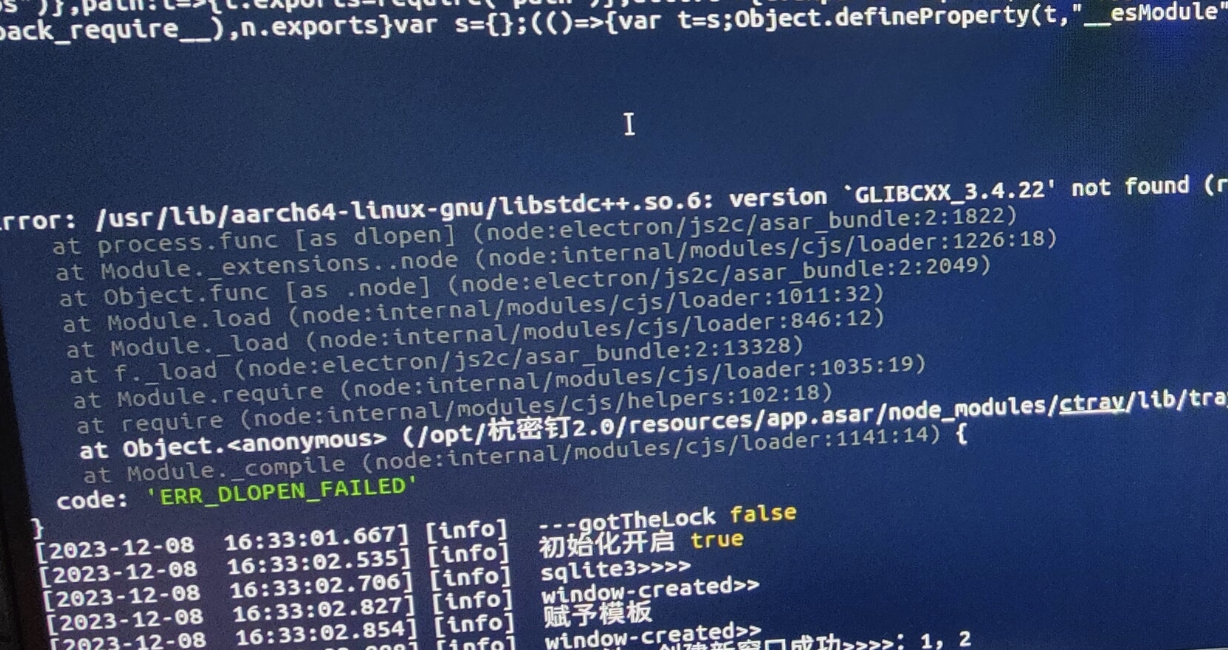 )},path:t=>{t.exports=require("path")},
pack_require__),n.exports}var s={};(()=>{var t=s;Object.defineProperty(t,"__esModule"
rror: /usr/lib/aarch64-linux-gnu/libstdc++.so.6: version `GLIBCXX_3.4.22' not found (r
at process.func [as dlopen] (node:electron/js2c/asar_bundle:2:1822)
at Module._extensions..node (node:internal/modules/cjs/loader:1226:18)
at Object.func [as .node] (node:electron/js2c/asar_bundle:2:2049)
at Module.load (node:internal/modules/cjs/loader:1011:32)
at Module._load (node:internal/modules/cjs/loader:846:12)
at f._load (node:electron/js2c/asar_bundle:2:13328)
at Module.require (node:internal/modules/cjs/loader:1035:19)
at require (node:internal/modules/cjs/helpers:102:18)
at Object.<anonymous> (/opt/杭密钉2.0/resources/app.asar/node_modules/ctray/lib/tra
at Module._compile (node:internal/modules/cjs/loader:1141:14) {
code: 'ERR_DLOPEN_FAILED'
}
[2023-12-08 16:33:01.667] [info] ---gotTheLock false
[2023-12-08 16:33:02.535] [info] 初始化开启 true
[2023-12-08 16:33:02.706] [info] sqlite3>>>>
[2023-12-08 16:33:02.827] [info] window-created>>
[2023-12-08 16:33:02.854] [info] 赋予模板
[info] window-created>>
创建新窗口成功>>>>: 1, 2